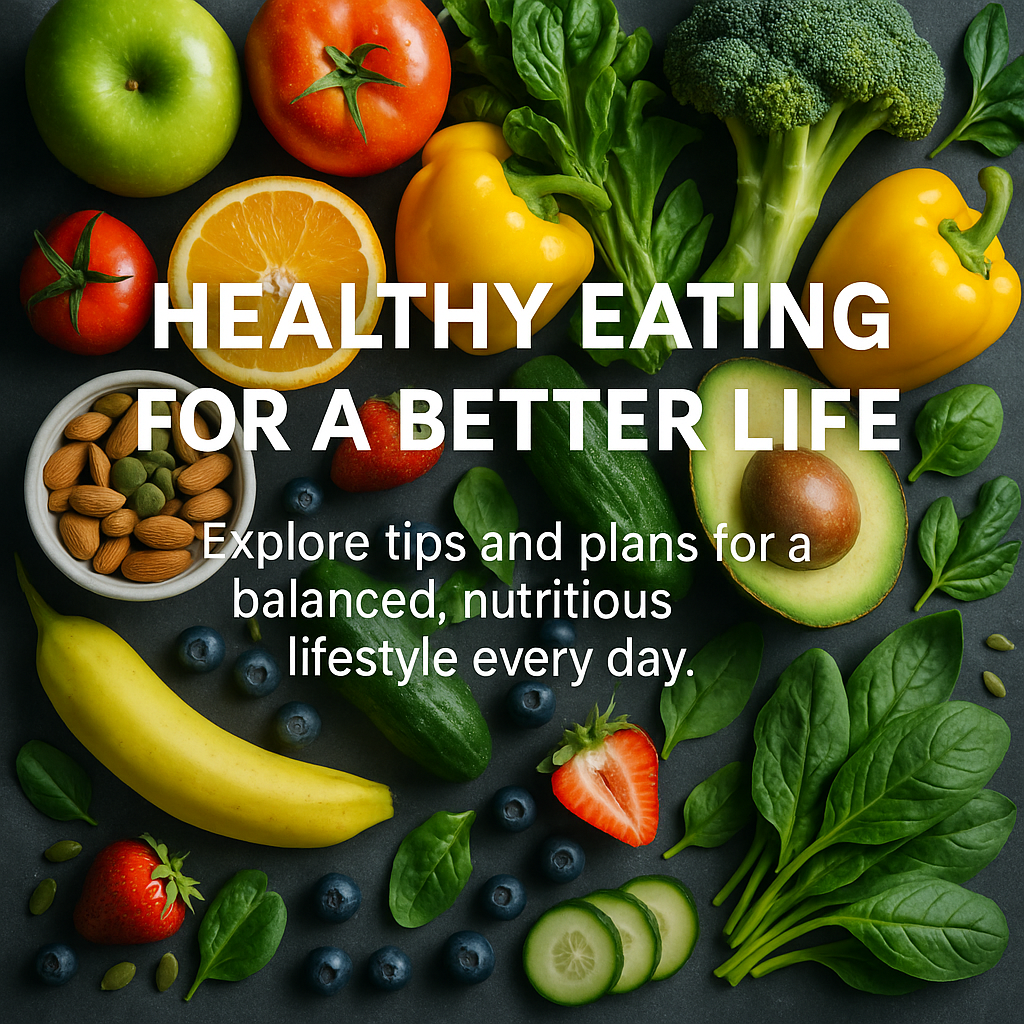 HEALTHY EATING
FOR A BETTER LIFE
Explore tips and plans for a
balanced, nutritious
lifestyle every day.